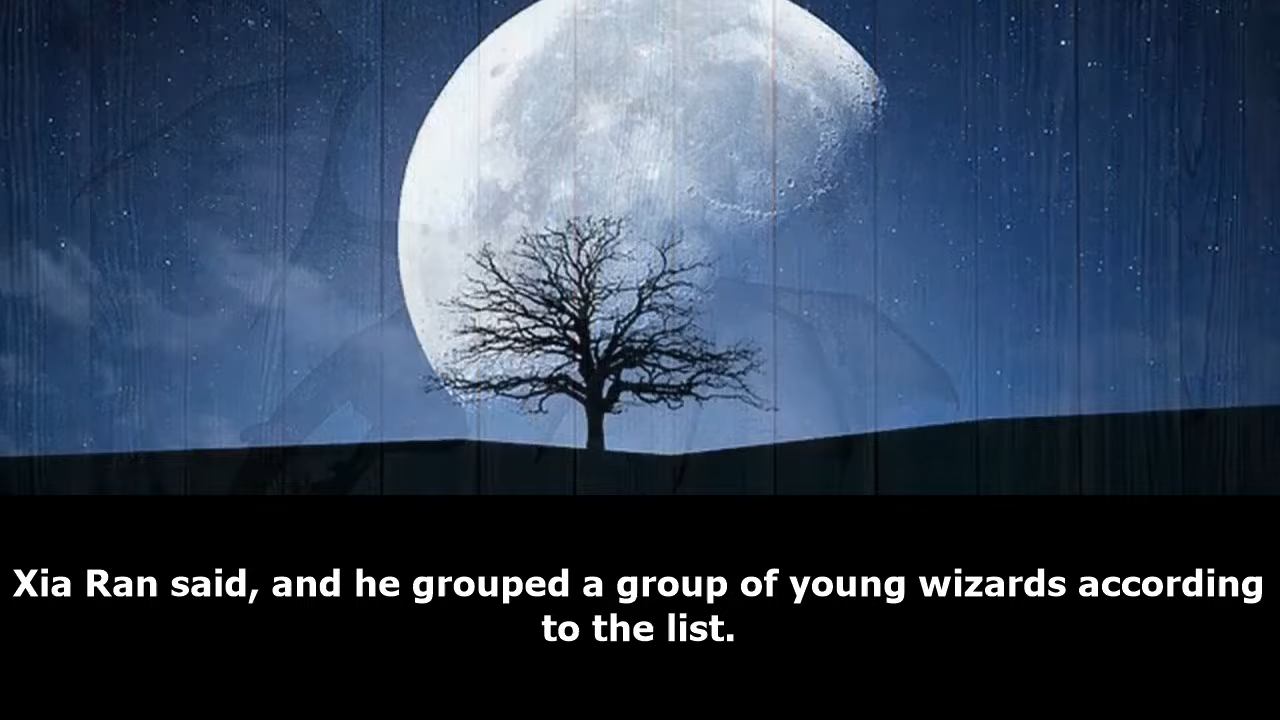 Xia Ran said, and he grouped a group of young wizards according
to the list.